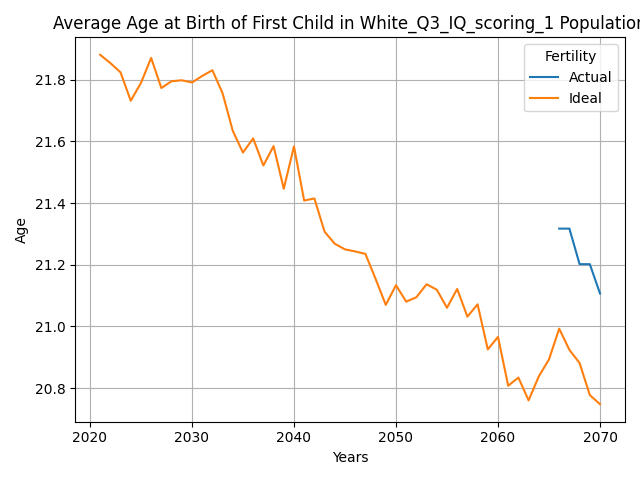 Average Age at Birth of First Child in White_Q3_IQ_scoring_1 Population
Fertility
Actual
Ideal
21.8
21.6
21.4
21.2
21.0
20.8
Age
2020
2030
2040
2050
2060
2070
Years